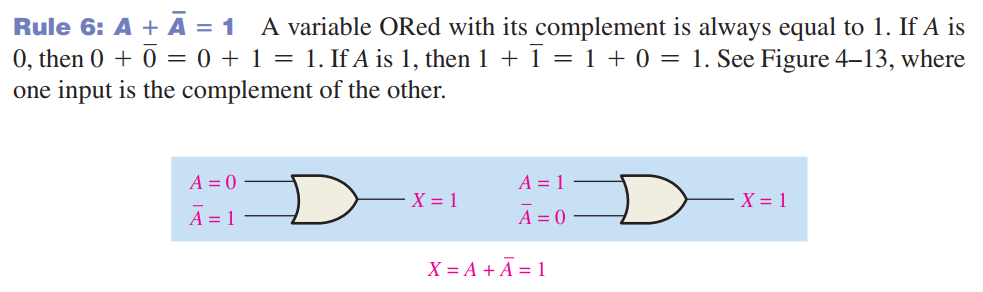 Rule 6: A + A̅ = 1 A variable ORed with its complement is always equal to 1. If A is
0, then 0 + 0̅ = 0 + 1 = 1. If A is 1, then 1 + 1̅ = 1 + 0 = 1. See Figure 4–13, where
one input is the complement of the other.
A = 0
A̅ = 1
X = 1
A = 1
A̅ = 0
X = 1
X = A + A̅ = 1